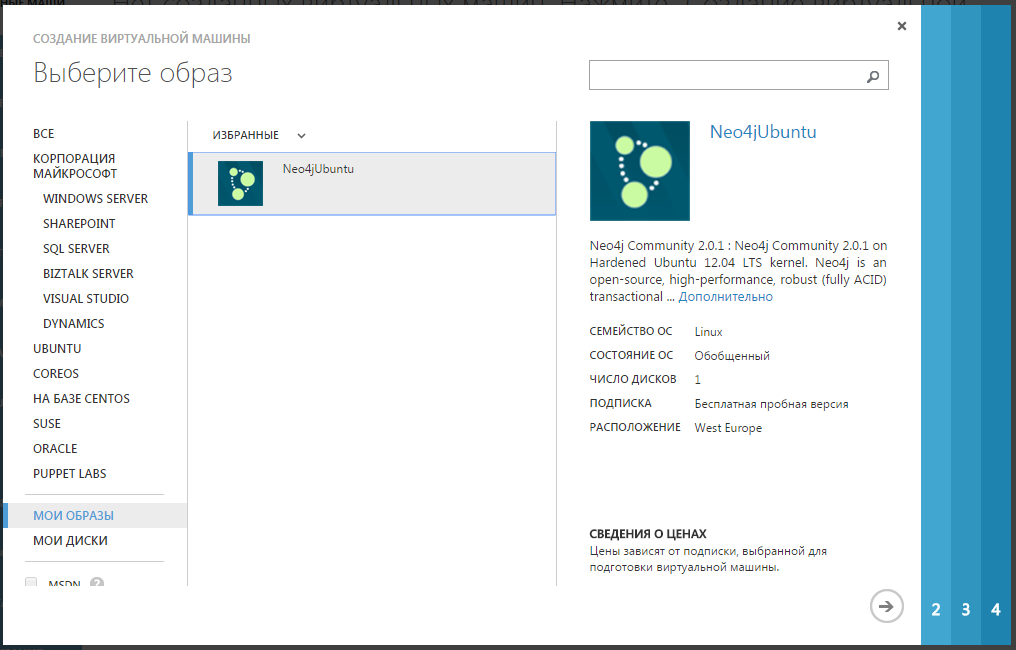 СОЗДАНИЕ ВИРТУАЛЬНОЙ МАШИНЫ
Выберите образ
ВСЕ
КОРПОРАЦИЯ
МАЙКРОСОФТ
WINDOWS SERVER
SHAREPOINT
SQL SERVER
BIZTALK SERVER
VISUAL STUDIO
DYNAMICS
UBUNTU
COREOS
НА БАЗЕ CENTOS
SUSE
ORACLE
PUPPET LABS
МОИ ОБРАЗЫ
МОИ ДИСКИ
MSDN ?
ИЗБРАННЫЕ
Neo4jUbuntu
Neo4jUbuntu
Neo4j Community 2.0.1 : Neo4j Community 2.0.1 on
Hardened Ubuntu 12.04 LTS kernel. Neo4j is an
open-source, high-performance, robust (fully ACID)
transactional ... Дополнительно
СЕМЕЙСТВО ОС Linux
СОСТОЯНИЕ ОС Обобщенный
ЧИСЛО ДИСКОВ 1
ПОДПИСКА Бесплатная пробная версия
РАСПОЛОЖЕНИЕ West Europe
СВЕДЕНИЯ О ЦЕНАХ
Цены зависят от подписки, выбранной для
подготовки виртуальной машины.
2 3 4